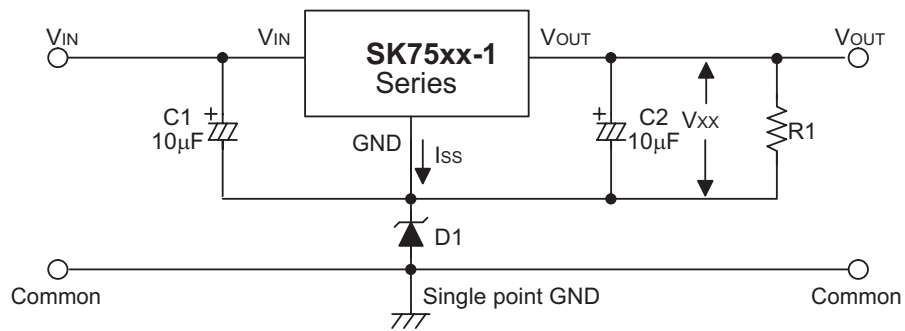 VIN
VIN
SK75xx-1
Series
VOUT
VOUT
C1
10μF
GND
ISS
C2
10μF
VXX
R1
D1
Common
Single point GND
Common